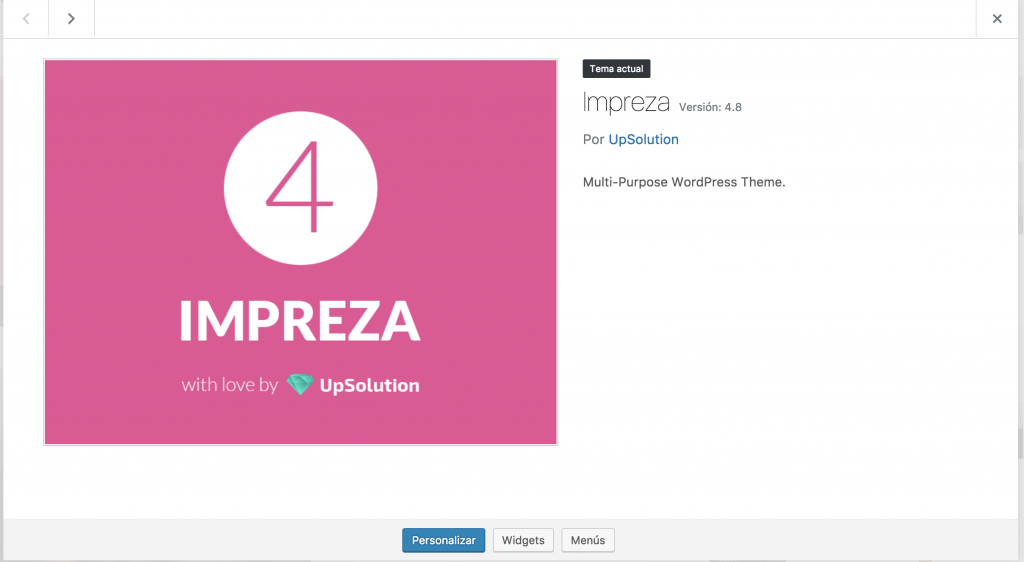 4
IMPREZA
with love by UpSolution
Tema actual
Impreza Versión: 4.8
Por UpSolution
Multi-Purpose WordPress Theme.
Personalizar Widgets Menús